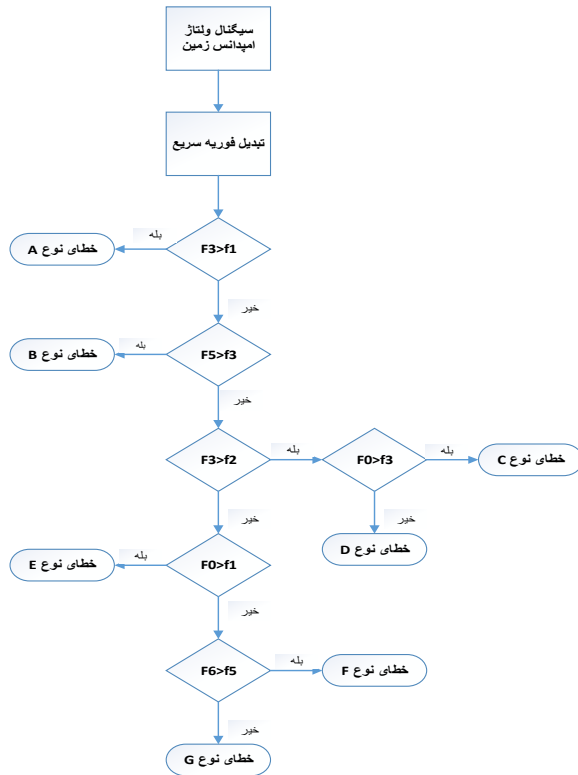 سیگنال ولتاژ
امپدانس زمین
تبدیل فوریه سریع
F3>f1
بله
خطای نوع A
خیر
F5>f3
بله
خطای نوع B
خیر
F3>f2
بله
F0>f3
بله
خطای نوع C
خیر
خطای نوع D
خیر
F0>f1
بله
خطای نوع E
خیر
F6>f5
بله
خطای نوع F
خیر
خطای نوع G